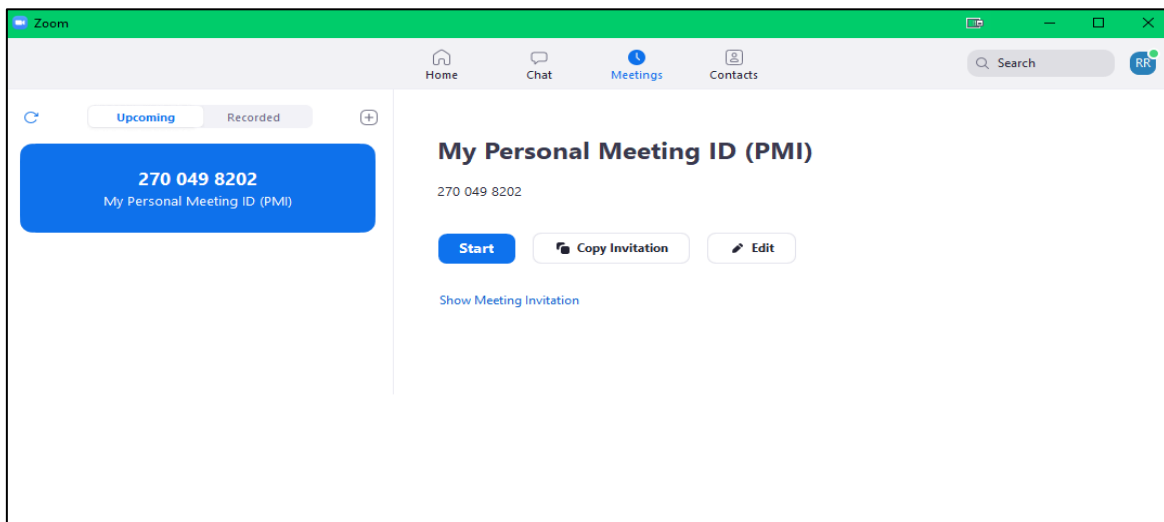 Zoom
Home Chat Meetings Contacts
Search
RR
Upcoming Recorded
270 049 8202
My Personal Meeting ID (PMI)
My Personal Meeting ID (PMI)
270 049 8202
Start Copy Invitation Edit
Show Meeting Invitation